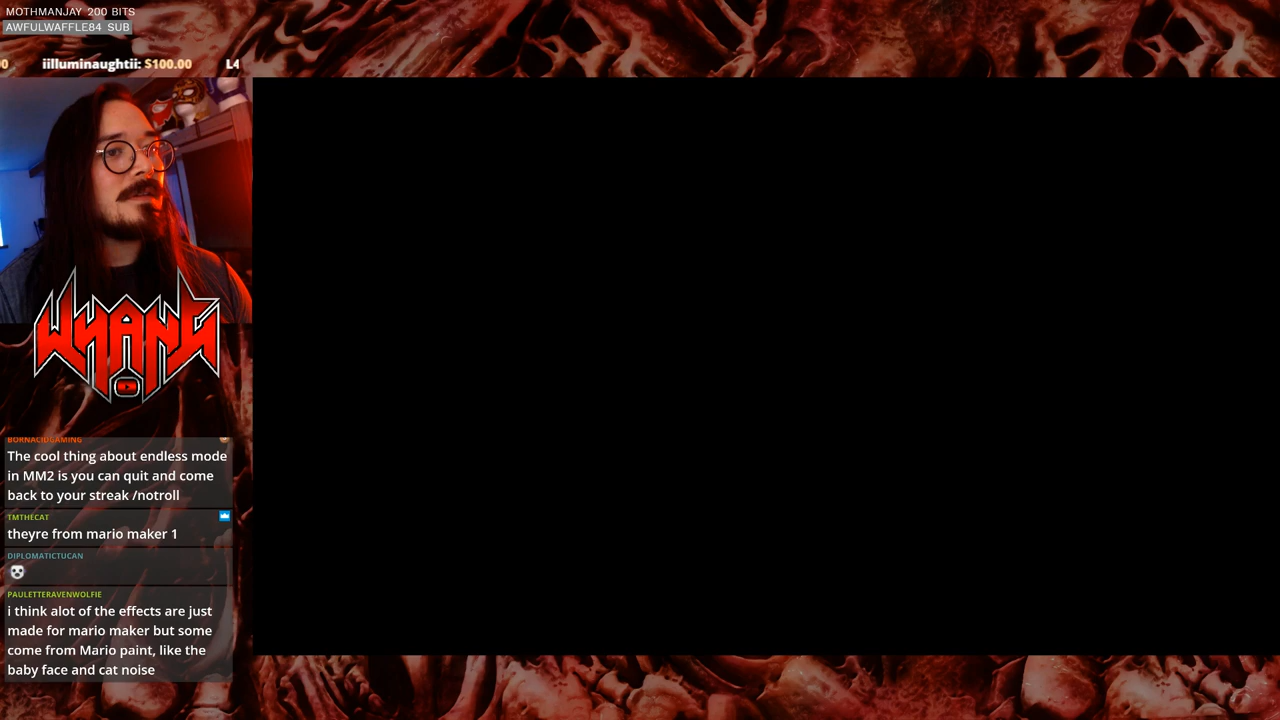 MOTHMANJAY 200 BITS
AWFULWAFFLE84 SUB
00 iilluminaughtii: $100.00 L4
WYANG
BORNACIDGAMING
The cool thing about endless mode
in MM2 is you can quit and come
back to your streak /notroll
TMTHECAT
theyre from mario maker 1
DIPLOMATICTUCAN
PAULETTERAVENWOLFIE
i think alot of the effects are just
made for mario maker but some
come from Mario paint, like the
baby face and cat noise